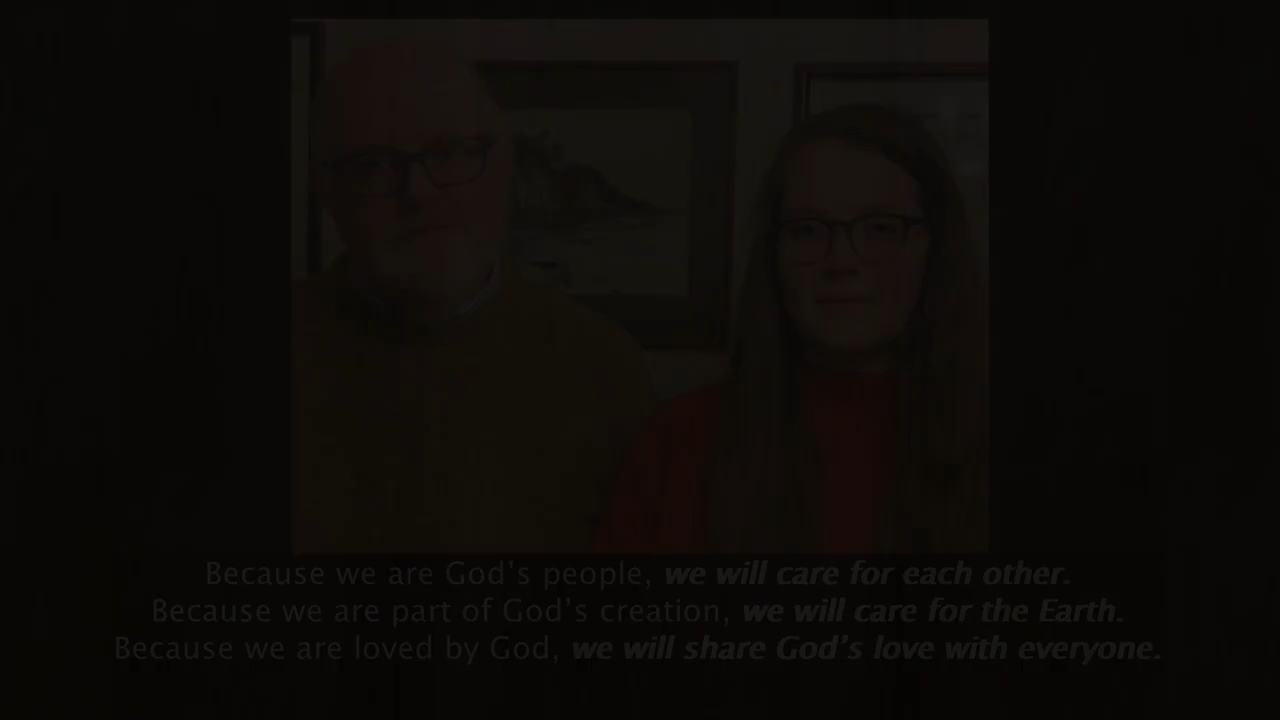 Because we are God's people, we will care for each other.
Because we are part of God's creation, we will care for the Earth.
Because we are loved by God, we will share God's love with everyone.